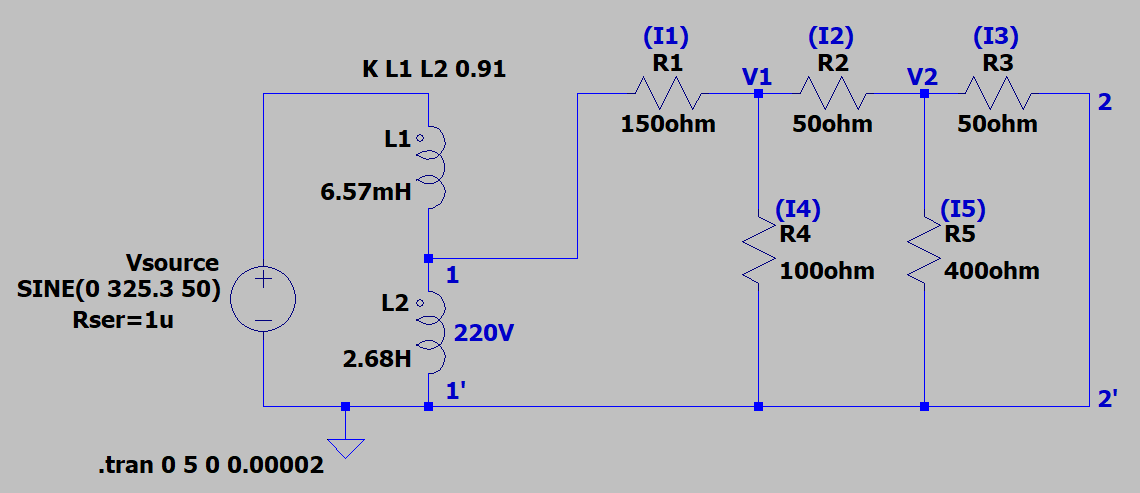 (I1)
(I2)
(I3)
K L1 L2 0.91
R1
V1
R2
V2
R3
2
150ohm
50ohm
50ohm
L1
6.57mH
(I4)
R4
100ohm
(I5)
R5
400ohm
Vsource
SINE(0 325.3 50)
Rser=1u
1
L2
220V
2.68H
1'
2'
.tran 0 5 0 0.00002